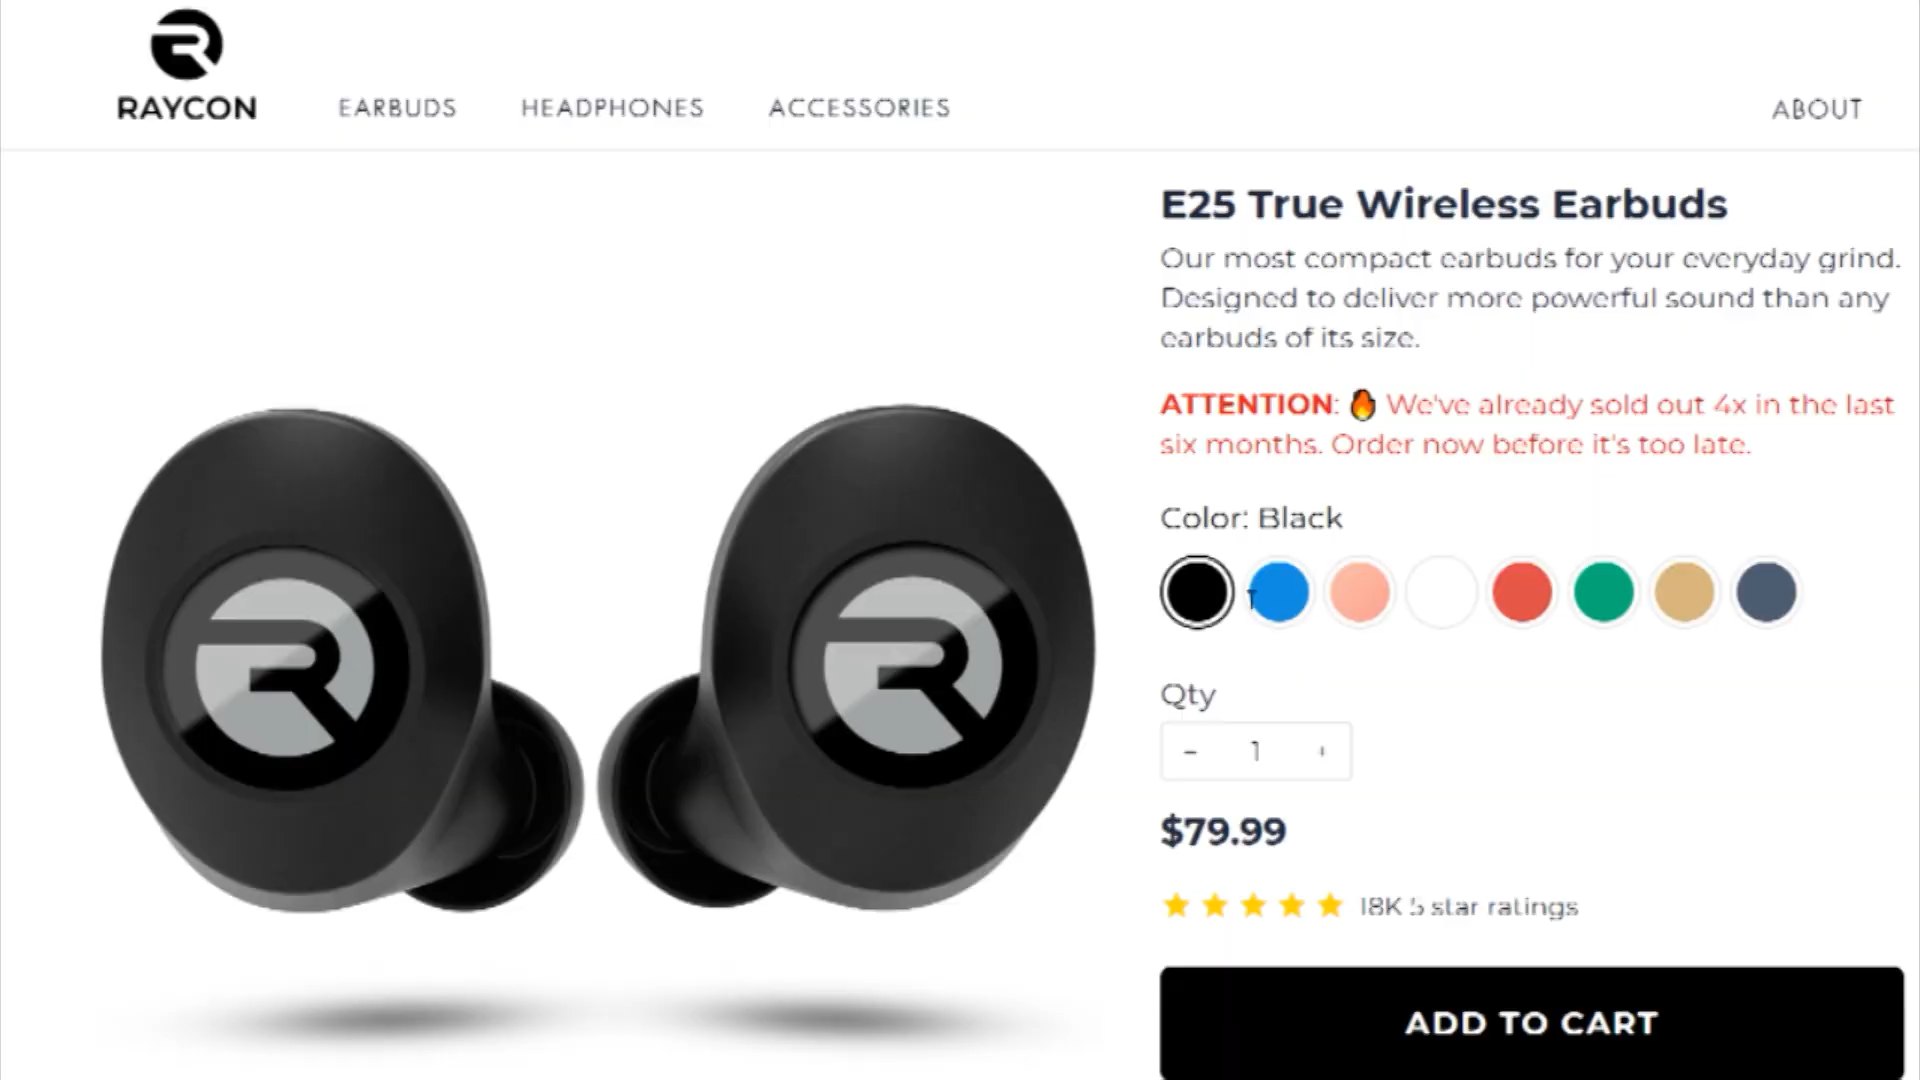 RAYCON
EARBUDS
HEADPHONES
ACCESSORIES
ABOUT
E25 True Wireless Earbuds
Our most compact earbuds for your everyday grind.
Designed to deliver more powerful sound than any
earbuds of its size.
ATTENTION: 🔥 We've already sold out 4x in the last
six months. Order now before it's too late.
Color: Black
Qty
- 1 +
$79.99
18K 5 star ratings
ADD TO CART